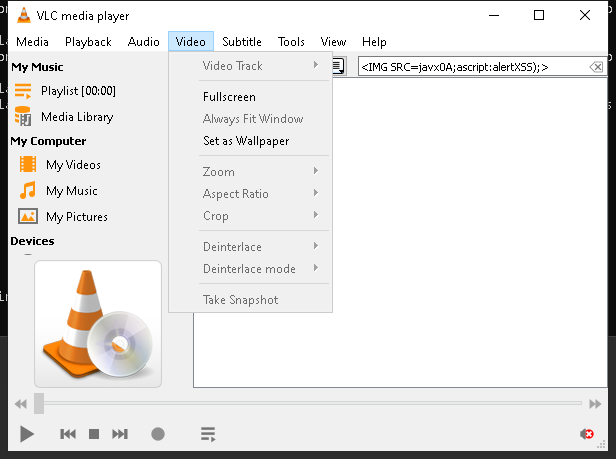 VLC media player
Media Playback Audio Video Subtitle Tools View Help
My Music
Playlist [00:00]
Media Library
My Computer
My Videos
My Music
My Pictures
Devices
Video Track
Fullscreen
Always Fit Window
Set as Wallpaper
Zoom
Aspect Ratio
Crop
Deinterlace
Deinterlace mode
Take Snapshot
<IMG SRC=javx0A;ascript:alertXSS);>